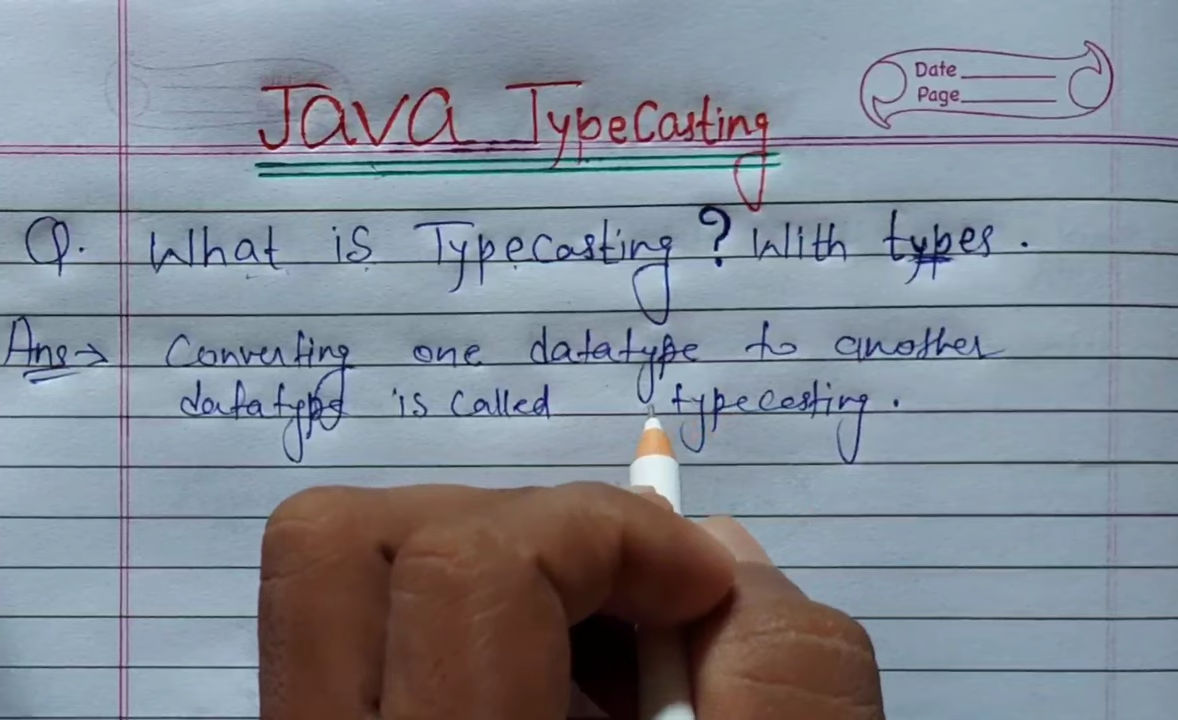 Date
Page
Java TypeCasting
Q. What is Typecasting ? With types .
Ans→ Converting one datatype to another
datatype is called typecasting .